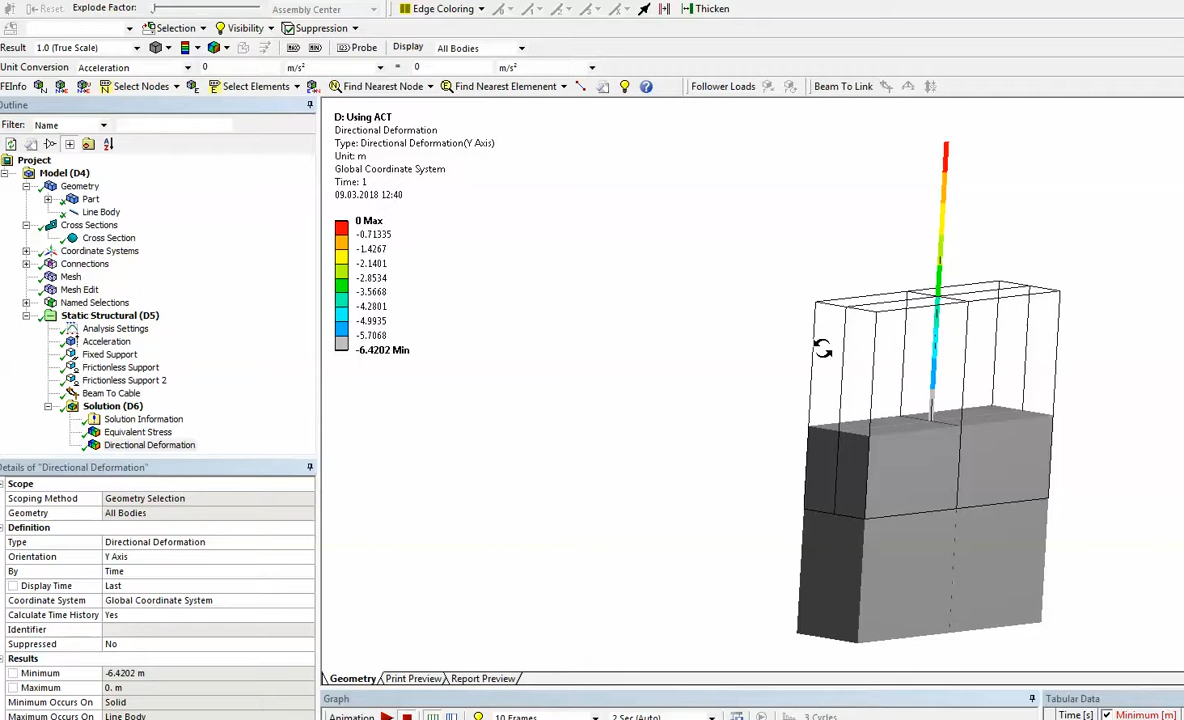 Reset Explode Factor: Assembly Center Edge Coloring Thicken
Selection Visibility Suppression
Result 1.0 (True Scale) Probe Display All Bodies
Unit Conversion Acceleration 0 m/s² = 0 m/s²
FEInfo Select Nodes Select Elements Find Nearest Node Find Nearest Elemenent Follower Loads Beam To Link
Outline
Filter: Name
Project
Model (D4)
Geometry
Part
Line Body
Cross Sections
Cross Section
Coordinate Systems
Connections
Mesh
Mesh Edit
Named Selections
Static Structural (D5)
Analysis Settings
Acceleration
Fixed Support
Frictionless Support
Frictionless Support 2
Beam To Cable
Solution (D6)
Solution Information
Equivalent Stress
Directional Deformation
Details of "Directional Deformation"
Scope
Scoping Method Geometry Selection
Geometry All Bodies
Definition
Type Directional Deformation
Orientation Y Axis
By Time
Display Time Last
Coordinate System Global Coordinate System
Calculate Time History Yes
Identifier
Suppressed No
Results
Minimum -6.4202 m
Maximum 0. m
Minimum Occurs On Solid
Maximum Occurs On Line Body
D: Using ACT
Directional Deformation
Type: Directional Deformation(Y Axis)
Unit: m
Global Coordinate System
Time: 1
09.03.2018 12:40
0 Max
-0.71335
-1.4267
-2.1401
-2.8534
-3.5668
-4.2801
-4.9935
-5.7068
-6.4202 Min
Geometry Print Preview Report Preview
Graph
Animation 10 Frames 2 Sec (Auto) 3 Cycles
Tabular Data
Time [s] Minimum [m]